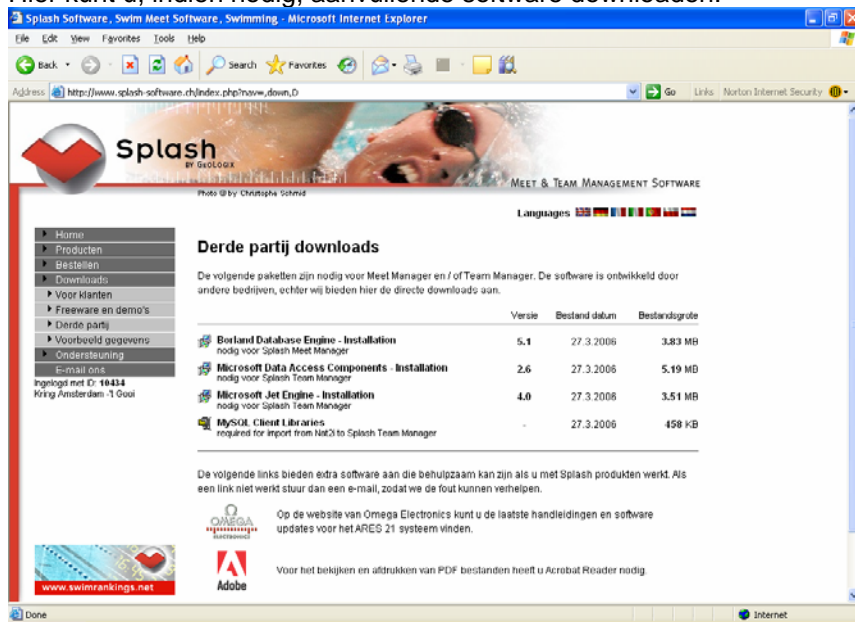 Hier kunt u, indien nodig, aanvullende software downloaden.
Splash Software, Swim Meet Software, Swimming - Microsoft Internet Explorer
File Edit View Favorites Tools Help
Back Search Favorites
Address http://www.splash-software.ch/index.php?nav=,down,D Go Links Norton Internet Security
Splash
BY GEOLOGIX
MEET & TEAM MANAGEMENT SOFTWARE
Photo © by Christophe Schmid
Languages
Home
Producten
Bestellen
Downloads
Voor klanten
Freeware en demo's
Derde partij
Voorbeeld gegevens
Ondersteuning
E-mail ons
Ingelogd met ID: 10434
Kring Amsterdam -'t Gooi
Derde partij downloads
De volgende paketten zijn nodig voor Meet Manager en / of Team Manager. De software is ontwikkeld door
andere bedrijven, echter wij bieden hier de directe downloads aan.
Versie Bestand datum Bestandsgrote
Borland Database Engine - Installation 5.1 27.3.2006 3.83 MB
nodig voor Splash Meet Manager
Microsoft Data Access Components - Installation 2.6 27.3.2006 5.19 MB
nodig voor Splash Team Manager
Microsoft Jet Engine - Installation 4.0 27.3.2006 3.51 MB
nodig voor Splash Team Manager
MySQL Client Libraries - 27.3.2006 458 KB
required for import from Nat2i to Splash Team Manager
De volgende links bieden extra software aan die behulpzaam kan zijn als u met Splash produkten werkt. Als
een link niet werkt stuur dan een e-mail, zodat we de fout kunnen verhelpen.
Ω
OMEGA
ELECTRONICS
Op de website van Omega Electronics kunt u de laatste handleidingen en software
updates voor het ARES 21 systeem vinden.
Adobe
Voor het bekijken en afdrukken van PDF bestanden heeft u Acrobat Reader nodig.
www.swimrankings.net
Done Internet